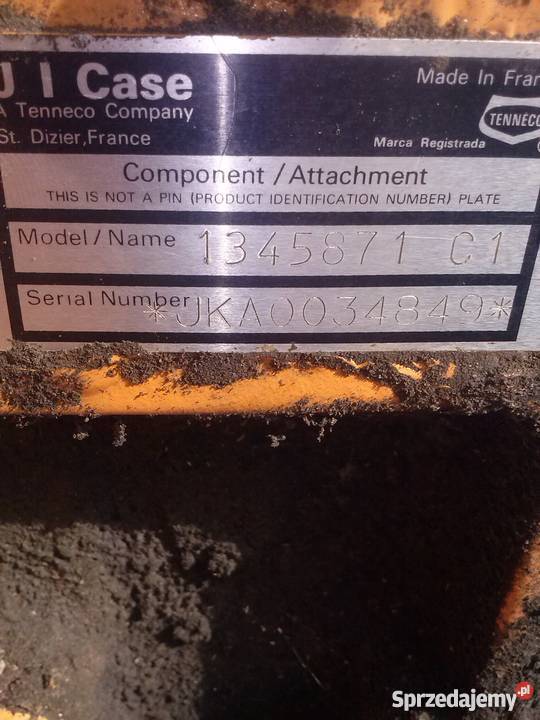 J I Case
A Tenneco Company
St. Dizier, France
Made In Fran
TENNECO
Marca Registrada
Component / Attachment
THIS IS NOT A PIN (PRODUCT IDENTIFICATION NUMBER) PLATE
Model / Name 1345871 C1
Serial Number *JKA0034849*
Sprzedajemy.pl